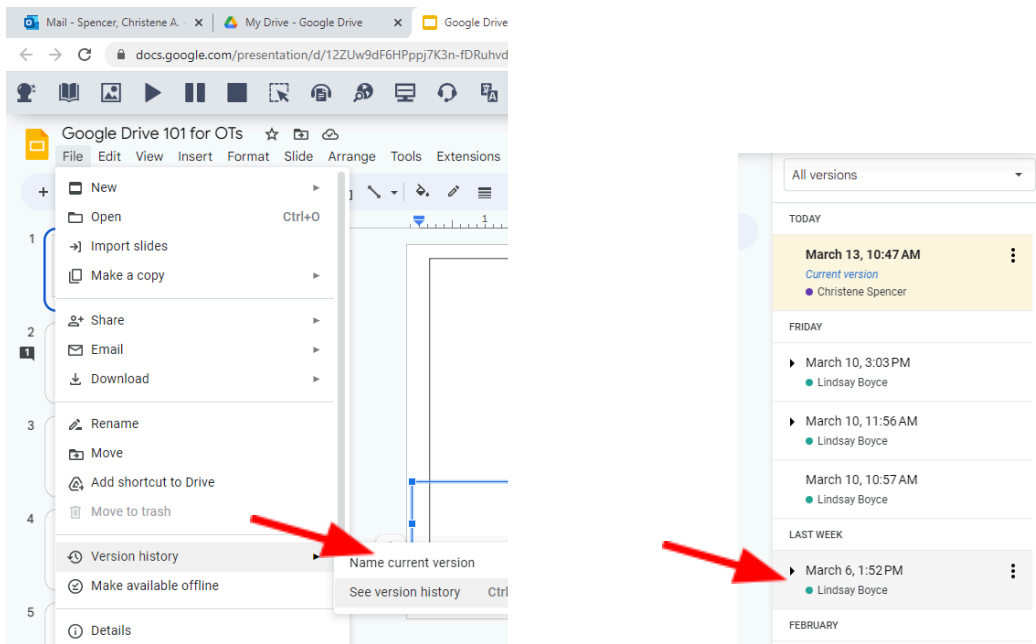 Mail - Spencer, Christene A. -
My Drive - Google Drive
Google Drive
docs.google.com/presentation/d/12ZUw9dF6HPppj7K3n-fDRuhvd
Google Drive 101 for OTs
File Edit View Insert Format Slide Arrange Tools Extensions
New
Open Ctrl+O
Import slides
Make a copy
Share
Email
Download
Rename
Move
Add shortcut to Drive
Move to trash
Version history
Make available offline
Details
Name current version
See version history Ctrl
1
1
2
1
3
4
5
All versions
TODAY
March 13, 10:47 AM
Current version
Christene Spencer
FRIDAY
March 10, 3:03 PM
Lindsay Boyce
March 10, 11:56 AM
Lindsay Boyce
March 10, 10:57 AM
Lindsay Boyce
LAST WEEK
March 6, 1:52 PM
Lindsay Boyce
FEBRUARY